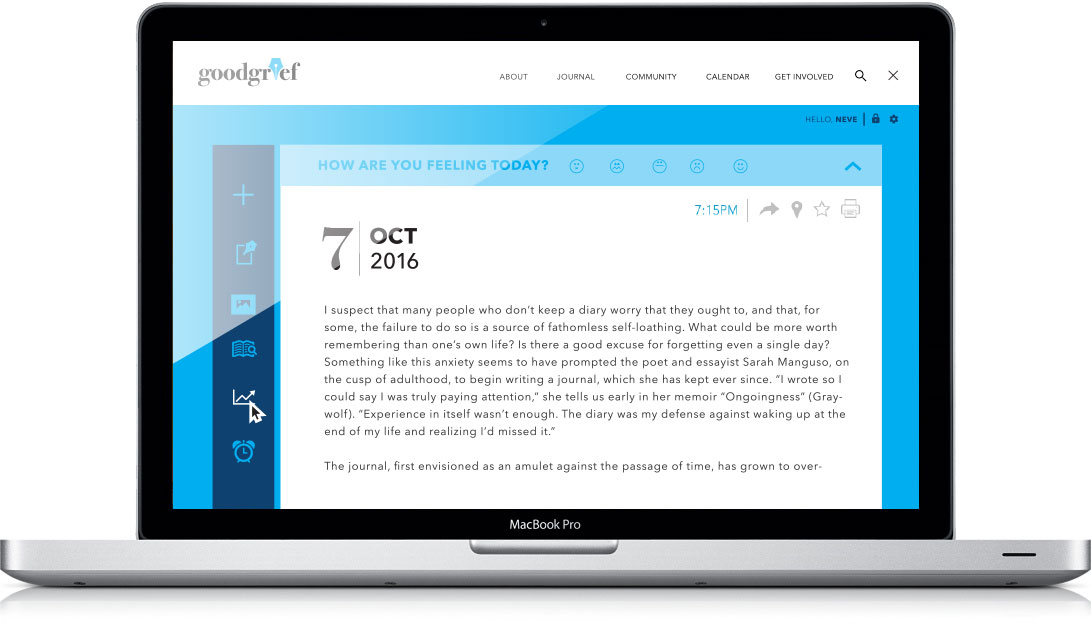 goodgrief
ABOUT JOURNAL COMMUNITY CALENDAR GET INVOLVED
HELLO, NEVE
HOW ARE YOU FEELING TODAY?
7:15PM
7 OCT
2016
I suspect that many people who don’t keep a diary worry that they ought to, and that, for
some, the failure to do so is a source of fathomless self-loathing. What could be more worth
remembering than one’s own life? Is there a good excuse for forgetting even a single day?
Something like this anxiety seems to have prompted the poet and essayist Sarah Manguso, on
the cusp of adulthood, to begin writing a journal, which she has kept ever since. “I wrote so I
could say I was truly paying attention,” she tells us early in her memoir “Ongoingness” (Gray-
wolf). “Experience in itself wasn’t enough. The diary was my defense against waking up at the
end of my life and realizing I’d missed it.”
The journal, first envisioned as an amulet against the passage of time, has grown to over-
MacBook Pro